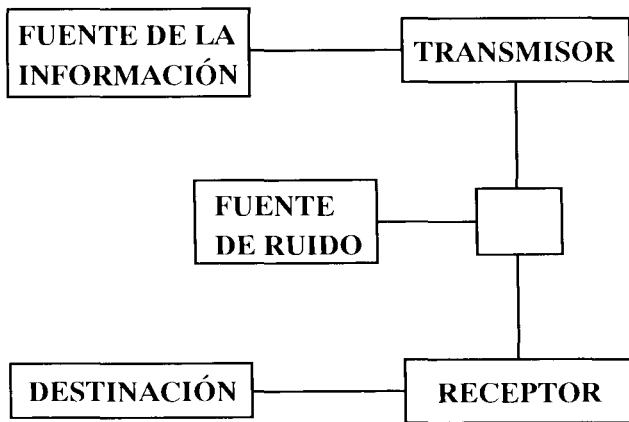 FUENTE DE LA
INFORMACIÓN
TRANSMISOR
FUENTE
DE RUIDO
DESTINACIÓN
RECEPTOR